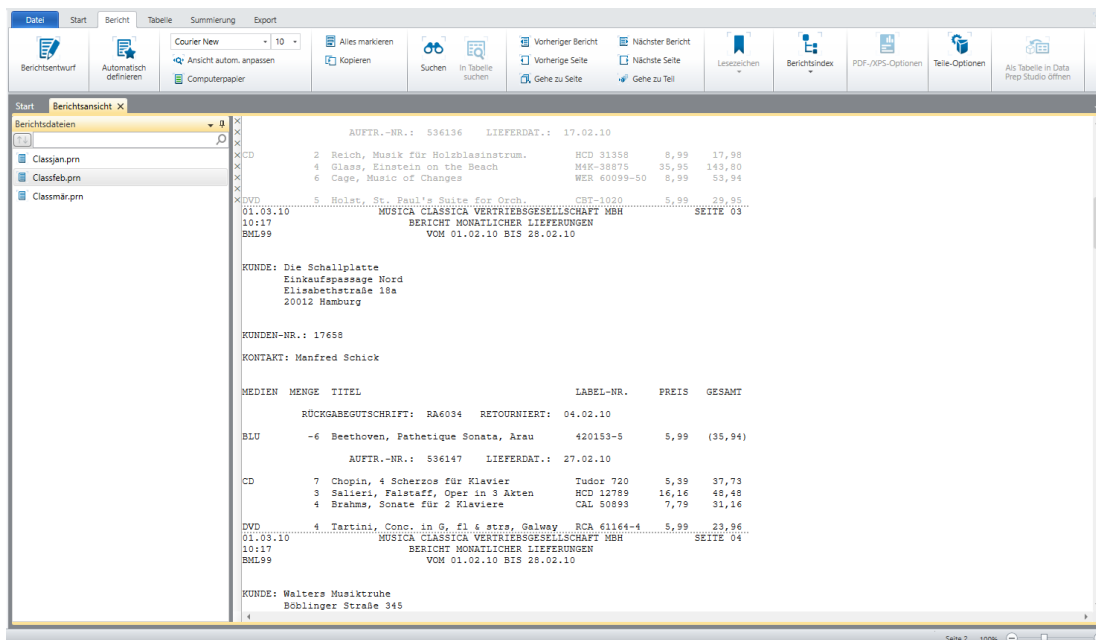 Datei Start Bericht Tabelle Summierung Export
Berichtsentwurf
Automatisch definieren
Courier New 10
Ansicht autom. anpassen
Computerpapier
Alles markieren
Kopieren
Suchen
In Tabelle suchen
Vorheriger Bericht
Vorherige Seite
Gehe zu Seite
Nächster Bericht
Nächste Seite
Gehe zu Teil
Lesezeichen
Berichtsindex
PDF-/XPS-Optionen
Teile-Optionen
Als Tabelle in Data Prep Studio öffnen
Start Berichtsansicht
Berichtsdateien
Classjan.prn
Classfeb.prn
Classmär.prn
AUFTR.-NR.: 536136 LIEFERDAT.: 17.02.10
CD 2 Reich, Musik für Holzblasinstrum. HCD 31358 8,99 17,98
4 Glass, Einstein on the Beach M4K-38875 35,95 143,80
6 Cage, Music of Changes WER 60099-50 8,99 53,94
DVD 5 Holst, St. Paul's Suite for Orch. CBT-1020 5,99 29,95
01.03.10 MUSICA CLASSICA VERTRIEBSGESELLSCHAFT MBH SEITE 03
10:17 BERICHT MONATLICHER LIEFERUNGEN
BML99 VOM 01.02.10 BIS 28.02.10
KUNDE: Die Schallplatte
Einkaufspassage Nord
Elisabethstraße 18a
20012 Hamburg
KUNDEN-NR.: 17658
KONTAKT: Manfred Schick
MEDIEN MENGE TITEL LABEL-NR. PREIS GESAMT
RÜCKGABEGUTSCHRIFT: RA6034 RETOURNIERT: 04.02.10
BLU -6 Beethoven, Pathetique Sonata, Arau 420153-5 5,99 (35,94)
AUFTR.-NR.: 536147 LIEFERDAT.: 27.02.10
CD 7 Chopin, 4 Scherzos für Klavier Tudor 720 5,39 37,73
3 Salieri, Falstaff, Oper in 3 Akten HCD 12789 16,16 48,48
4 Brahms, Sonate für 2 Klaviere CAL 50893 7,79 31,16
DVD 4 Tartini, Conc. in G, fl & strs, Galway RCA 61164-4 5,99 23,96
01.03.10 MUSICA CLASSICA VERTRIEBSGESELLSCHAFT MBH SEITE 04
10:17 BERICHT MONATLICHER LIEFERUNGEN
BML99 VOM 01.02.10 BIS 28.02.10
KUNDE: Walters Musiktruhe
Böblinger Straße 345
Seite 2 100%